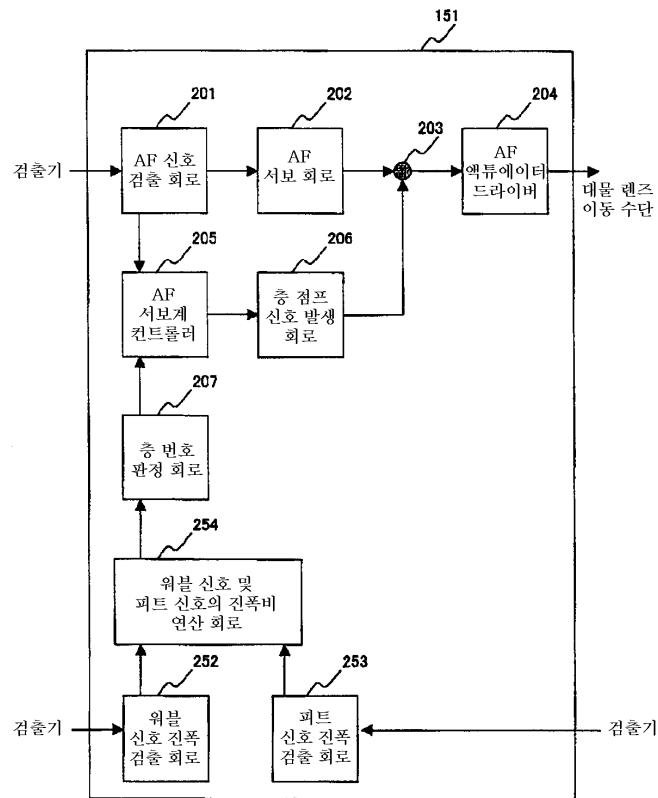 151
201
202
203
204
검출기
AF 신호
검출 회로
AF
서보 회로
AF
액튜에이터
드라이버
대물 렌즈
이동 수단
205
206
AF
서보계
컨트롤러
층 점프
신호 발생
회로
207
층 번호
판정 회로
254
워블 신호 및
피트 신호의 진폭비
연산 회로
252
253
검출기
워블
신호 진폭
검출 회로
피트
신호 진폭
검출 회로
검출기